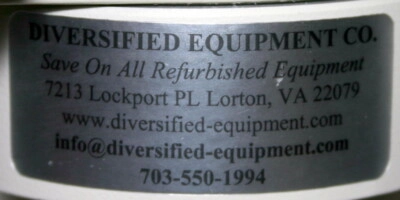 DIVERSIFIED EQUIPMENT CO.
Save On All Refurbished Equipment
7213 Lockport PL Lorton, VA 22079
www.diversified-equipment.com
info@diversified-equipment.com
703-550-1994